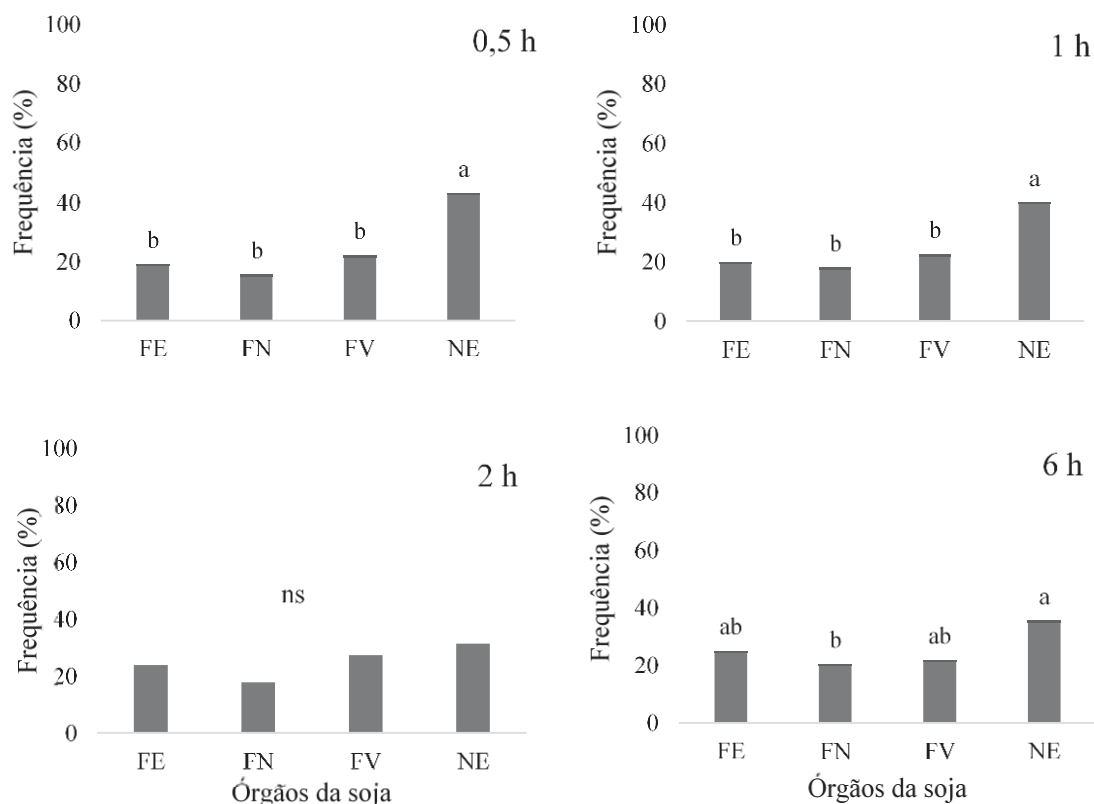 0,5 h
Frequência (%)
100
80
60
40
20
0
b
b
b
a
FE FN FV NE
1 h
Frequência (%)
100
80
60
40
20
0
b
b
b
a
FE FN FV NE
2 h
Frequência (%)
100
80
60
40
20
0
ns
FE FN FV NE
Órgãos da soja
6 h
Frequência (%)
100
80
60
40
20
0
ab
b
ab
a
FE FN FV NE
Órgãos da soja